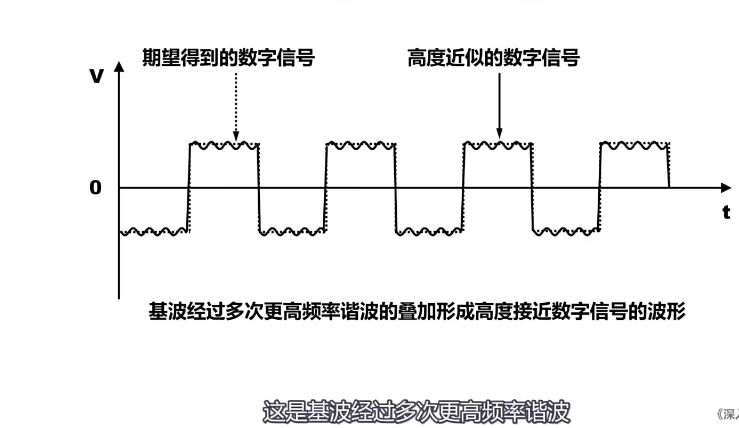 期望得到的数字信号
高度近似的数字信号
V
0
t
基波经过多次更高频率谐波的叠加形成高度接近数字信号的波形
这是基波经过多次更高频率谐波
《深入